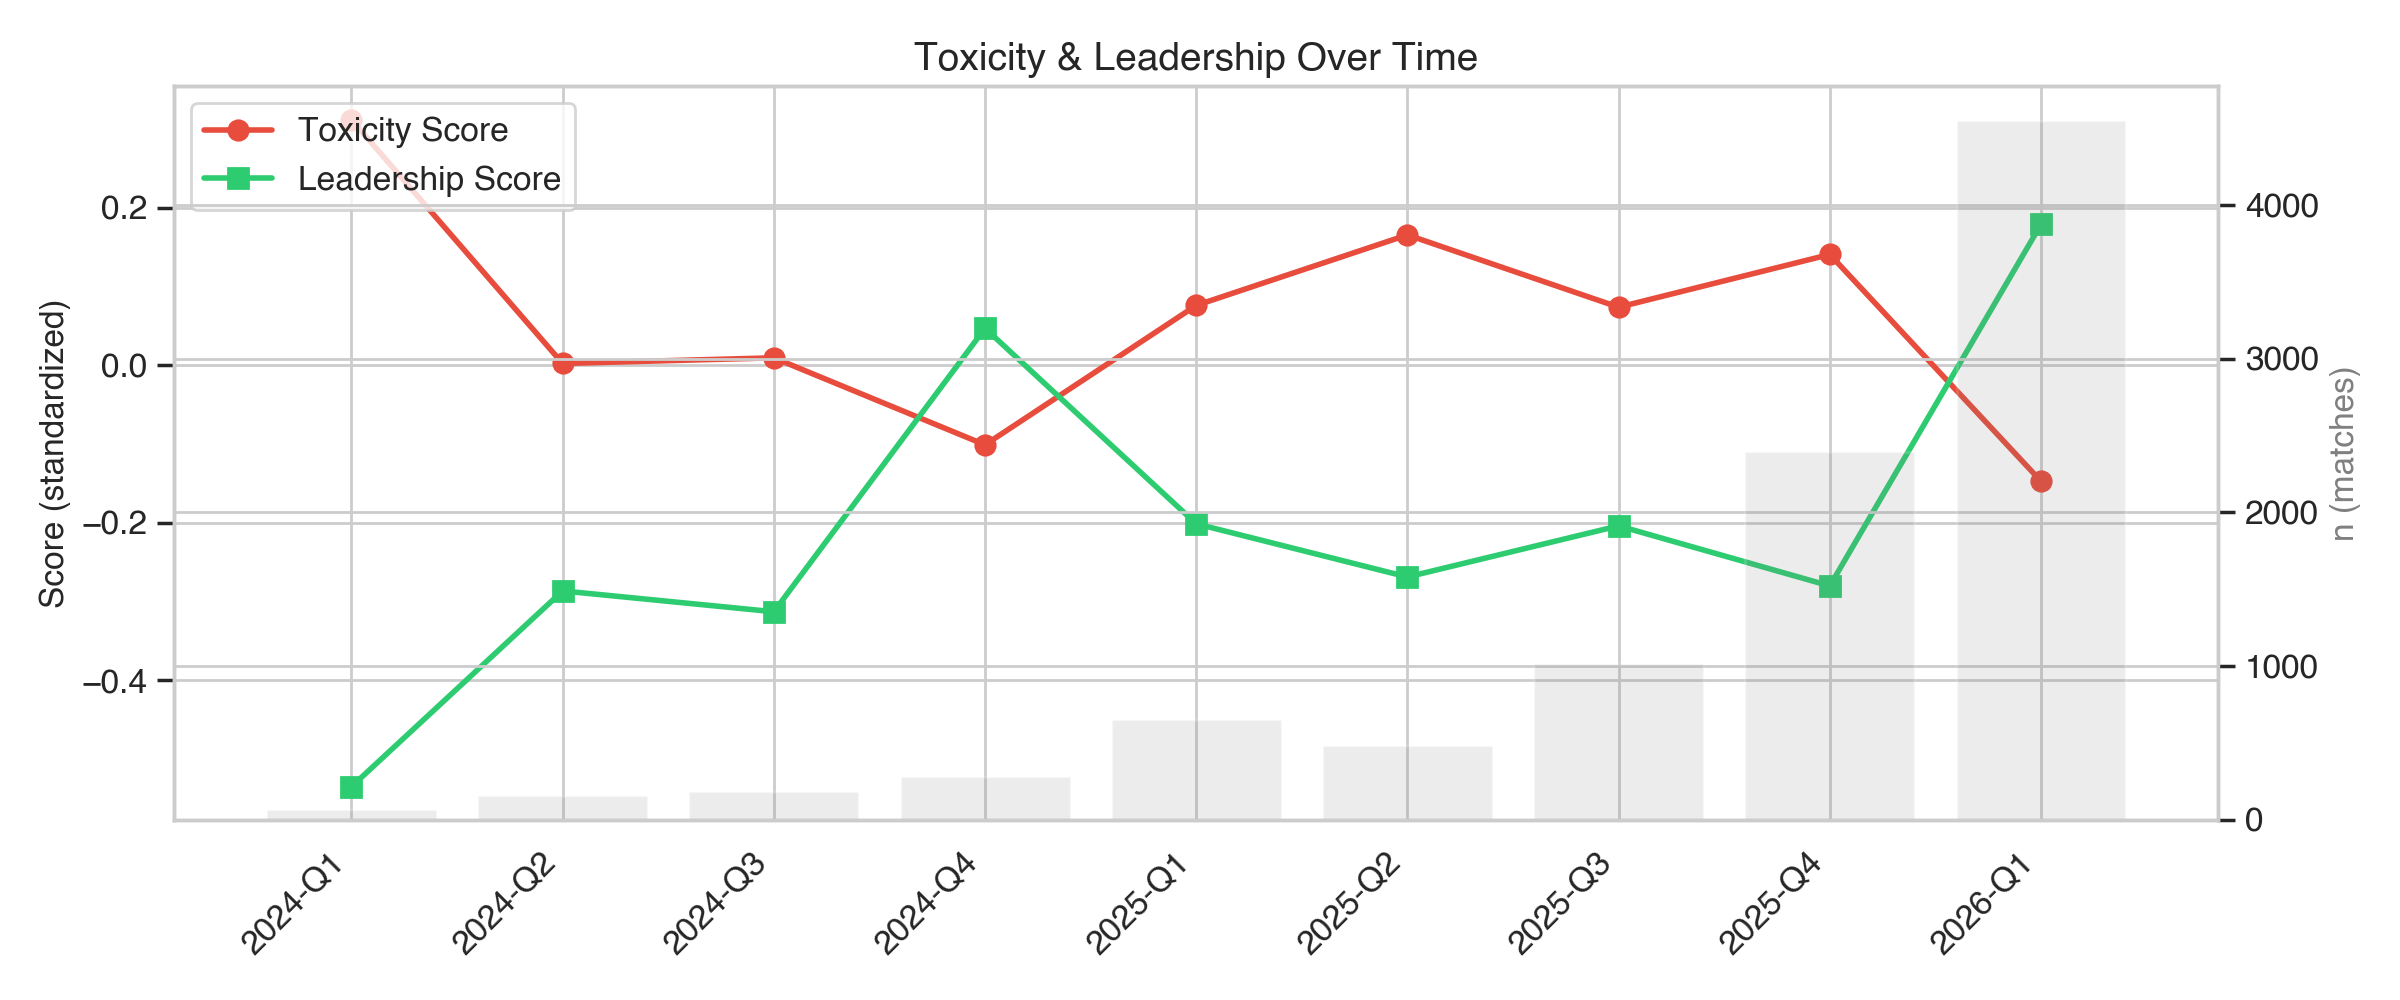 Toxicity & Leadership Over Time
Toxicity Score
Leadership Score
Score (standardized)
0.2
0.0
−0.2
−0.4
n (matches)
4000
3000
2000
1000
0
2024-Q1
2024-Q2
2024-Q3
2024-Q4
2025-Q1
2025-Q2
2025-Q3
2025-Q4
2026-Q1